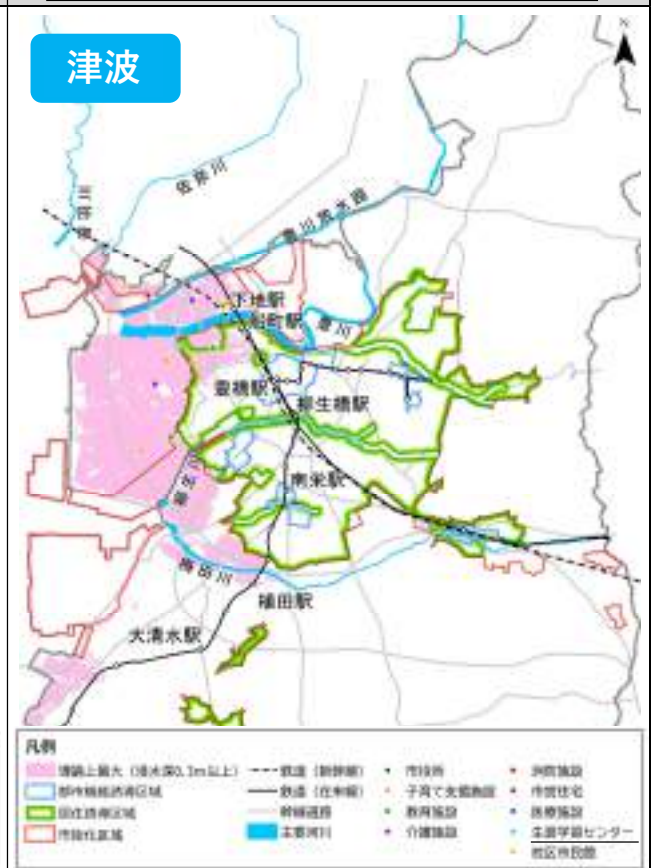 津波
N
佐奈川
豊川放水路
下地駅
船町駅
豊川
豊橋駅
柳生橋駅
南栄駅
梅田川
植田駅
大清水駅
凡例
理論上最大(浸水深0.3m以上)
都市機能誘導区域
居住誘導区域
市街化区域
鉄道(新幹線)
鉄道(在来線)
幹線道路
主要河川
市役所
子育て支援施設
教育施設
介護施設
消防施設
市営住宅
医療施設
生涯学習センター
校区市民館